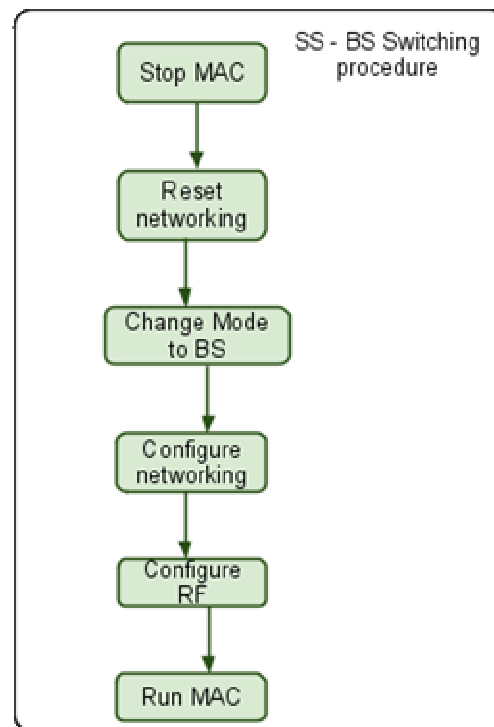 SS - BS Switching
procedure
Stop MAC
Reset
networking
Change Mode
to BS
Configure
networking
Configure
RF
Run MAC